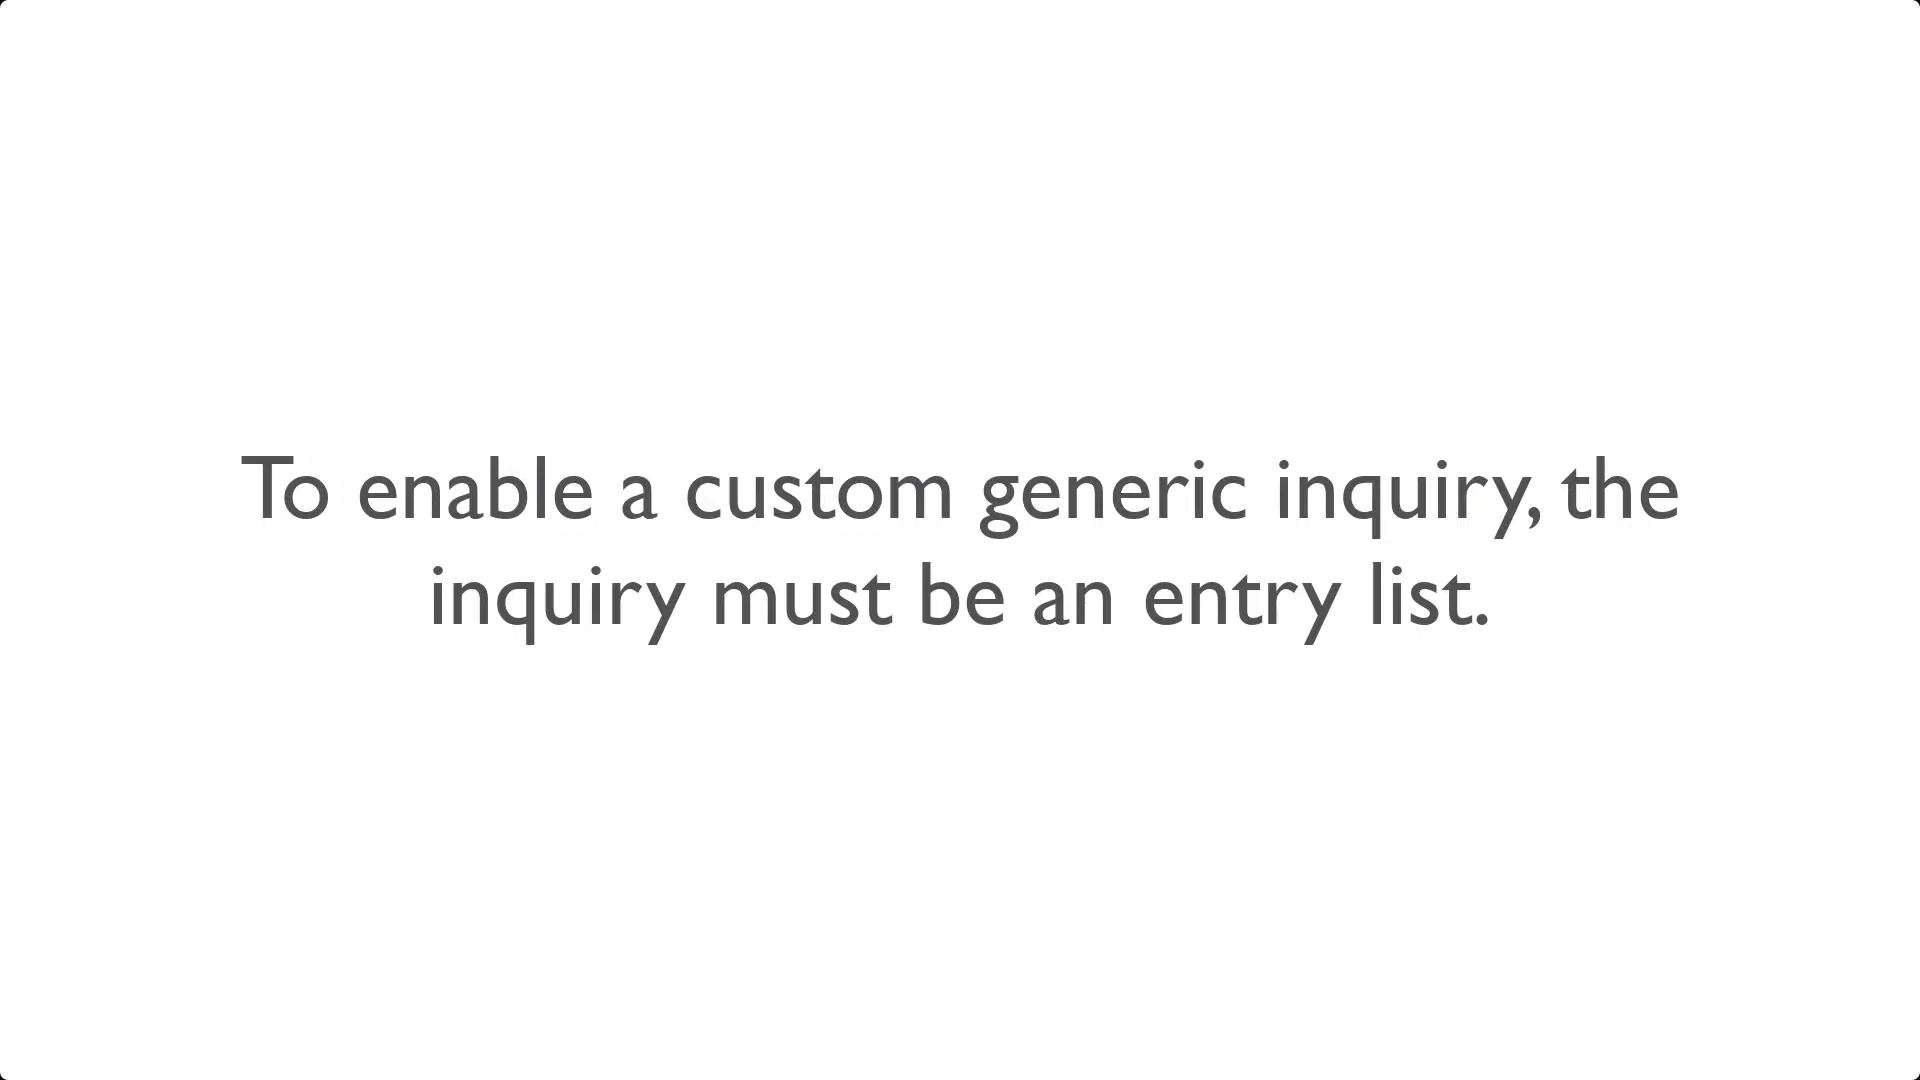 To enable a custom generic inquiry, the
inquiry must be an entry list.